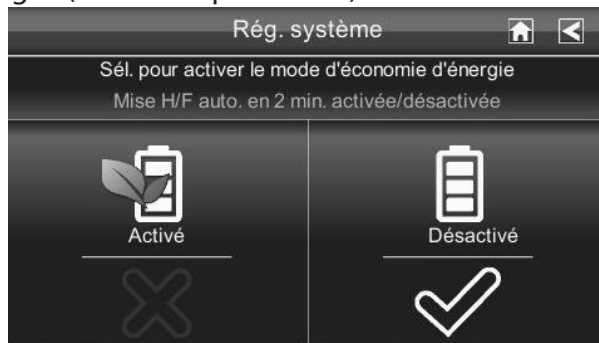 Rég. système
Sél. pour activer le mode d'économie d'énergie
Mise H/F auto. en 2 min. activée/désactivée
Activé
Désactivé